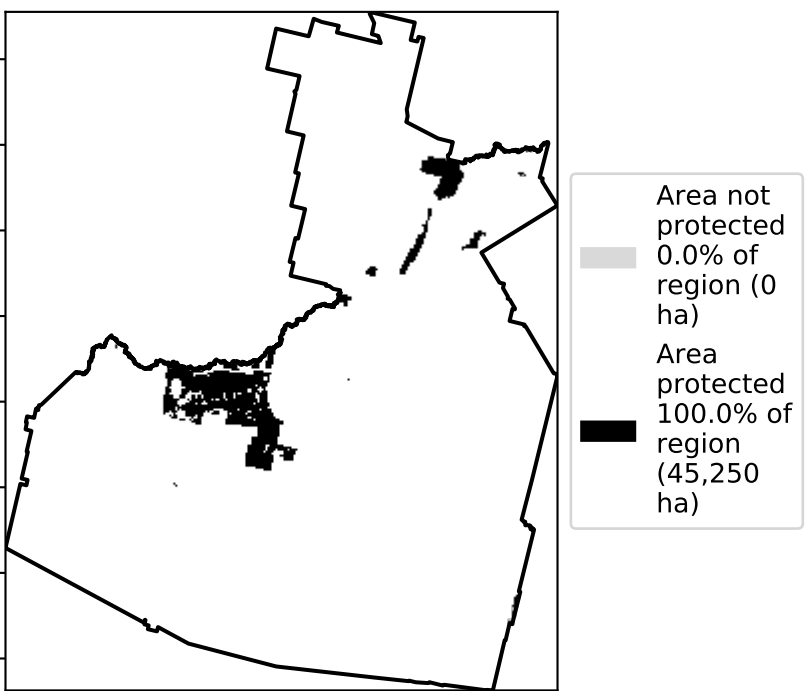 Area not
protected
0.0% of
region (0
ha)
Area
protected
100.0% of
region
(45,250
ha)